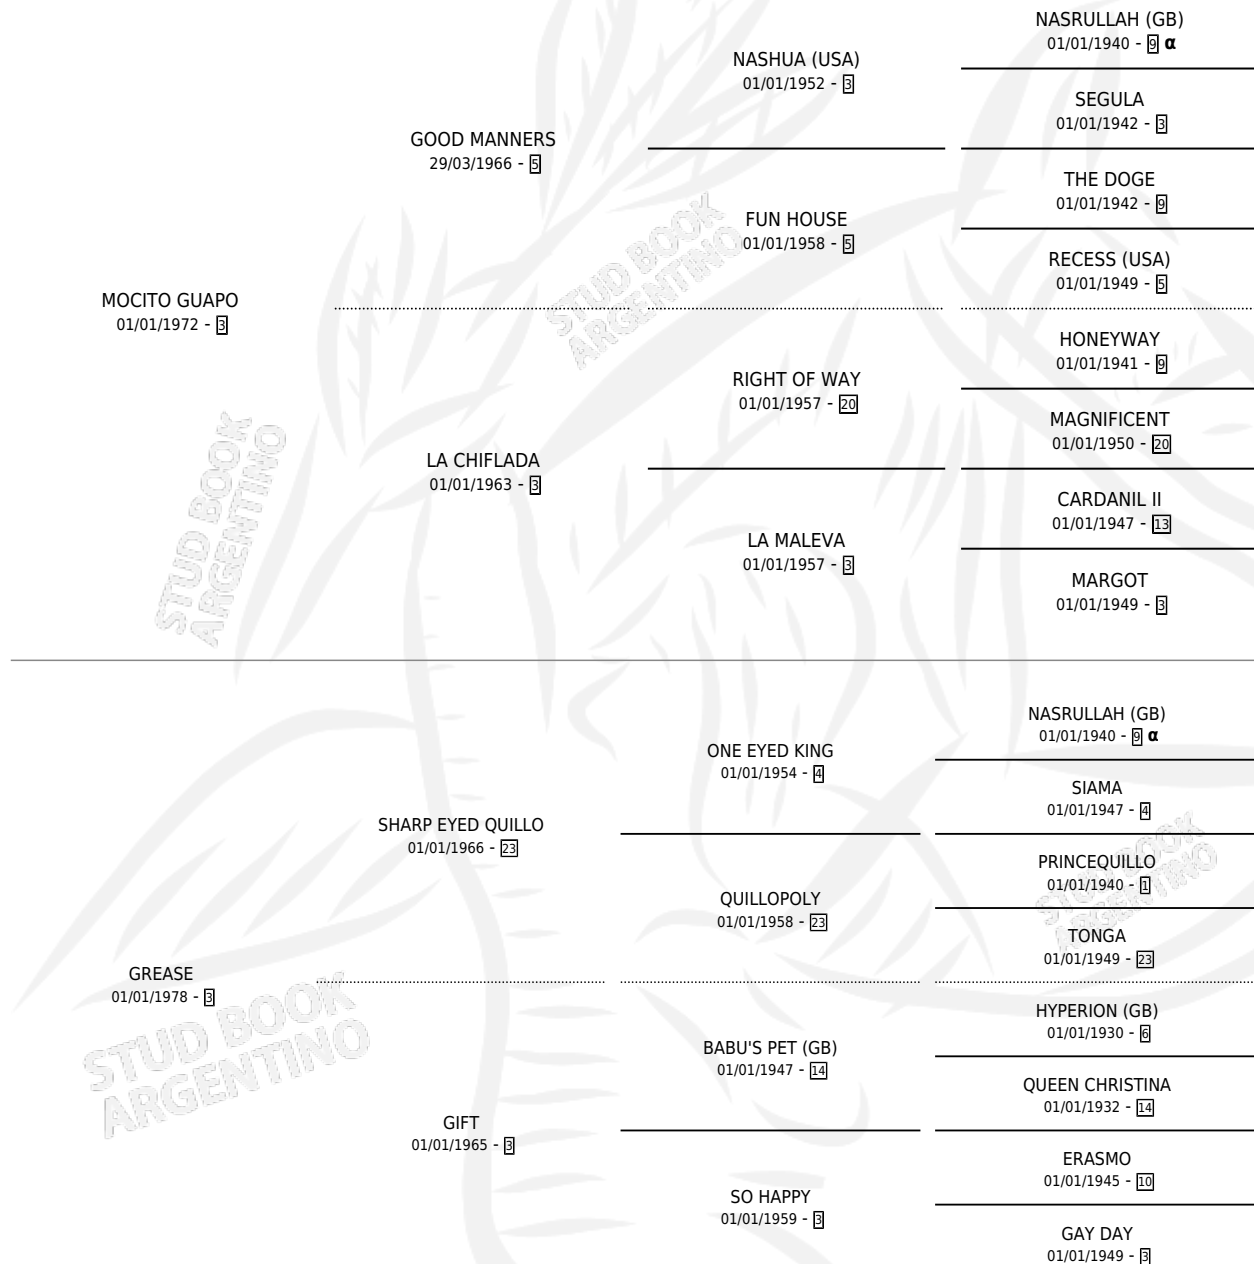 NASRULLAH (GB)
01/01/1940 - 9 α
NASHUA (USA)
01/01/1952 - 3
SEGULA
01/01/1942 - 3
GOOD MANNERS
29/03/1966 - 5
THE DOGE
01/01/1942 - 9
FUN HOUSE
01/01/1958 - 5
RECESS (USA)
01/01/1949 - 5
MOCITO GUAPO
01/01/1972 - 3
HONEYWAY
01/01/1941 - 9
RIGHT OF WAY
01/01/1957 - 20
MAGNIFICENT
01/01/1950 - 20
LA CHIFLADA
01/01/1963 - 3
CARDANIL II
01/01/1947 - 13
LA MALEVA
01/01/1957 - 3
MARGOT
01/01/1949 - 3
NASRULLAH (GB)
01/01/1940 - 9 α
ONE EYED KING
01/01/1954 - 4
SIAMA
01/01/1947 - 4
SHARP EYED QUILLO
01/01/1966 - 23
PRINCEQUILLO
01/01/1940 - 1
QUILLOPOLY
01/01/1958 - 23
TONGA
01/01/1949 - 23
GREASE
01/01/1978 - 3
HYPERION (GB)
01/01/1930 - 6
BABU'S PET (GB)
01/01/1947 - 14
QUEEN CHRISTINA
01/01/1932 - 14
GIFT
01/01/1965 - 3
ERASMO
01/01/1945 - 10
SO HAPPY
01/01/1959 - 3
GAY DAY
01/01/1949 - 3
STUD BOOK
ARGENTINO
STUD BOOK
ARGENTINO
STUD BOOK
ARGENTINO
STUD BOOK
ARGENTINO